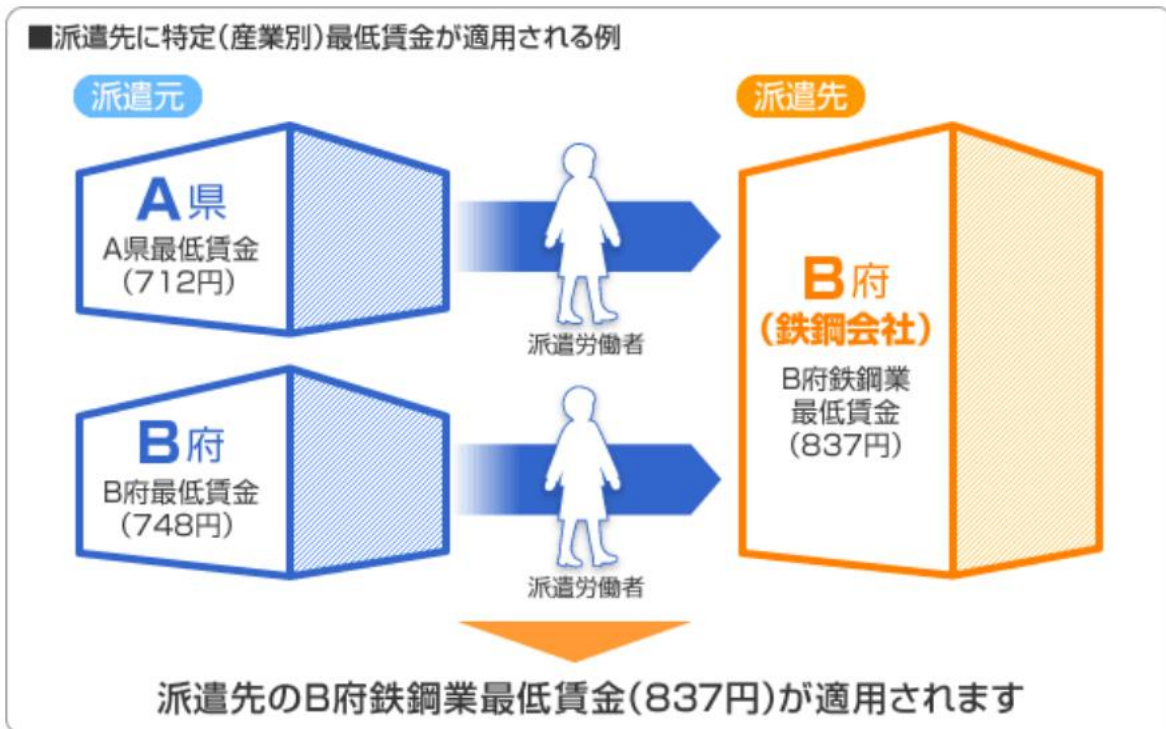 ■派遣先に特定(産業別)最低賃金が適用される例
派遣元
派遣先
A県
A県最低賃金
(712円)
派遣労働者
B府
(鉄鋼会社)
B府鉄鋼業
最低賃金
(837円)
B府
B府最低賃金
(748円)
派遣労働者
派遣先のB府鉄鋼業最低賃金(837円)が適用されます